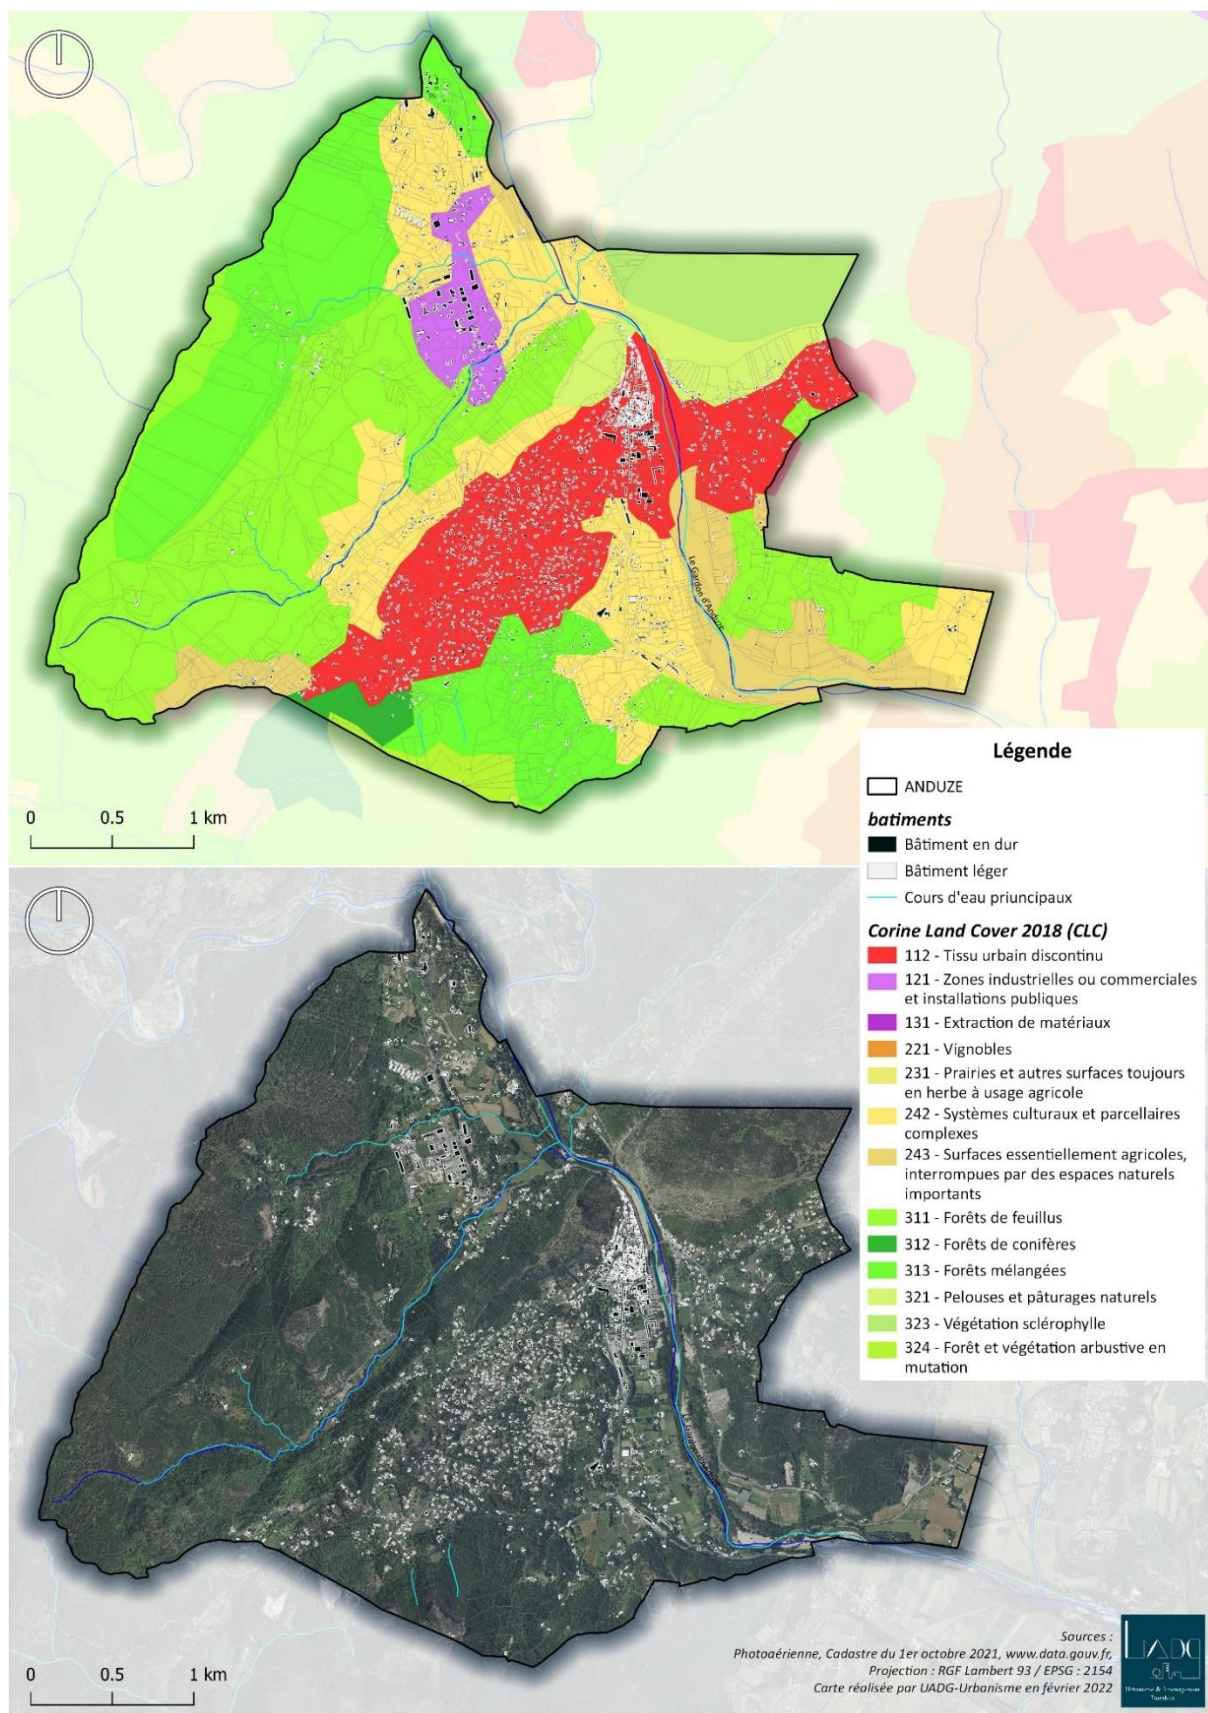 Le Gardon d'Anduze
0 0.5 1 km
Légende
ANDUZE
batiments
Bâtiment en dur
Bâtiment léger
Cours d'eau priuncipaux
Corine Land Cover 2018 (CLC)
112 - Tissu urbain discontinu
121 - Zones industrielles ou commerciales
et installations publiques
131 - Extraction de matériaux
221 - Vignobles
231 - Prairies et autres surfaces toujours
en herbe à usage agricole
242 - Systèmes culturaux et parcellaires
complexes
243 - Surfaces essentiellement agricoles,
interrompues par des espaces naturels
importants
311 - Forêts de feuillus
312 - Forêts de conifères
313 - Forêts mélangées
321 - Pelouses et pâturages naturels
323 - Végétation sclérophylle
324 - Forêt et végétation arbustive en
mutation
Le Gardon d'Anduze
0 0.5 1 km
Sources :
Photoaérienne, Cadastre du 1er octobre 2021, www.data.gouv.fr,
Projection : RGF Lambert 93 / EPSG : 2154
Carte réalisée par UADG-Urbanisme en février 2022
UADG
Urbanisme & Aménagement
Durables